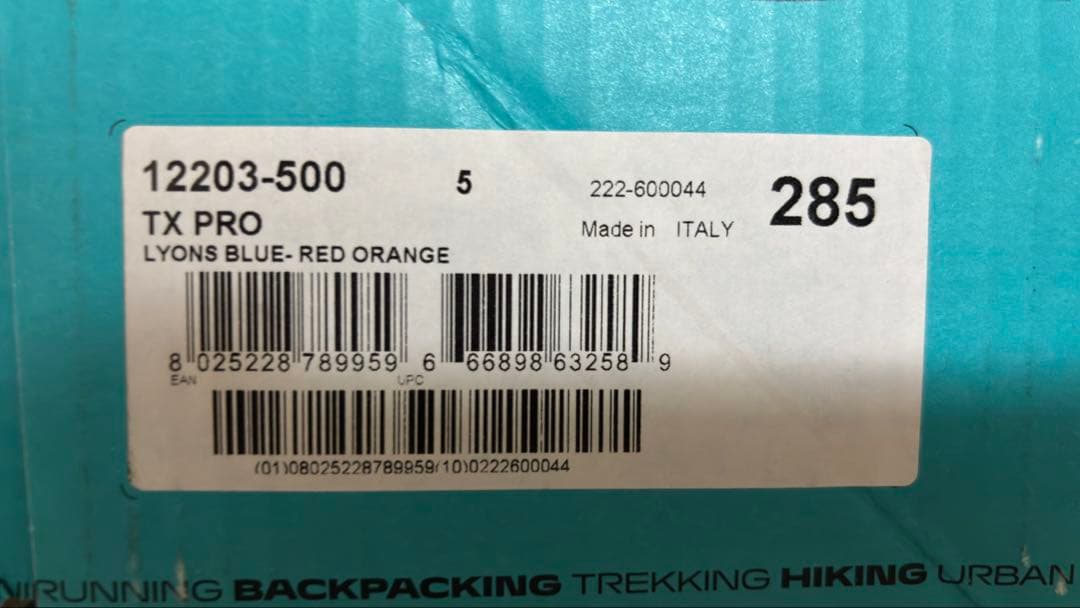 12203-500 5 222-600044 285
TX PRO Made in ITALY
LYONS BLUE- RED ORANGE
8 025228 789959 6 66898 63258 9
EAN UPC
(01)08025228789959(10)0222600044
RUNNING BACKPACKING TREKKING HIKING URBAN